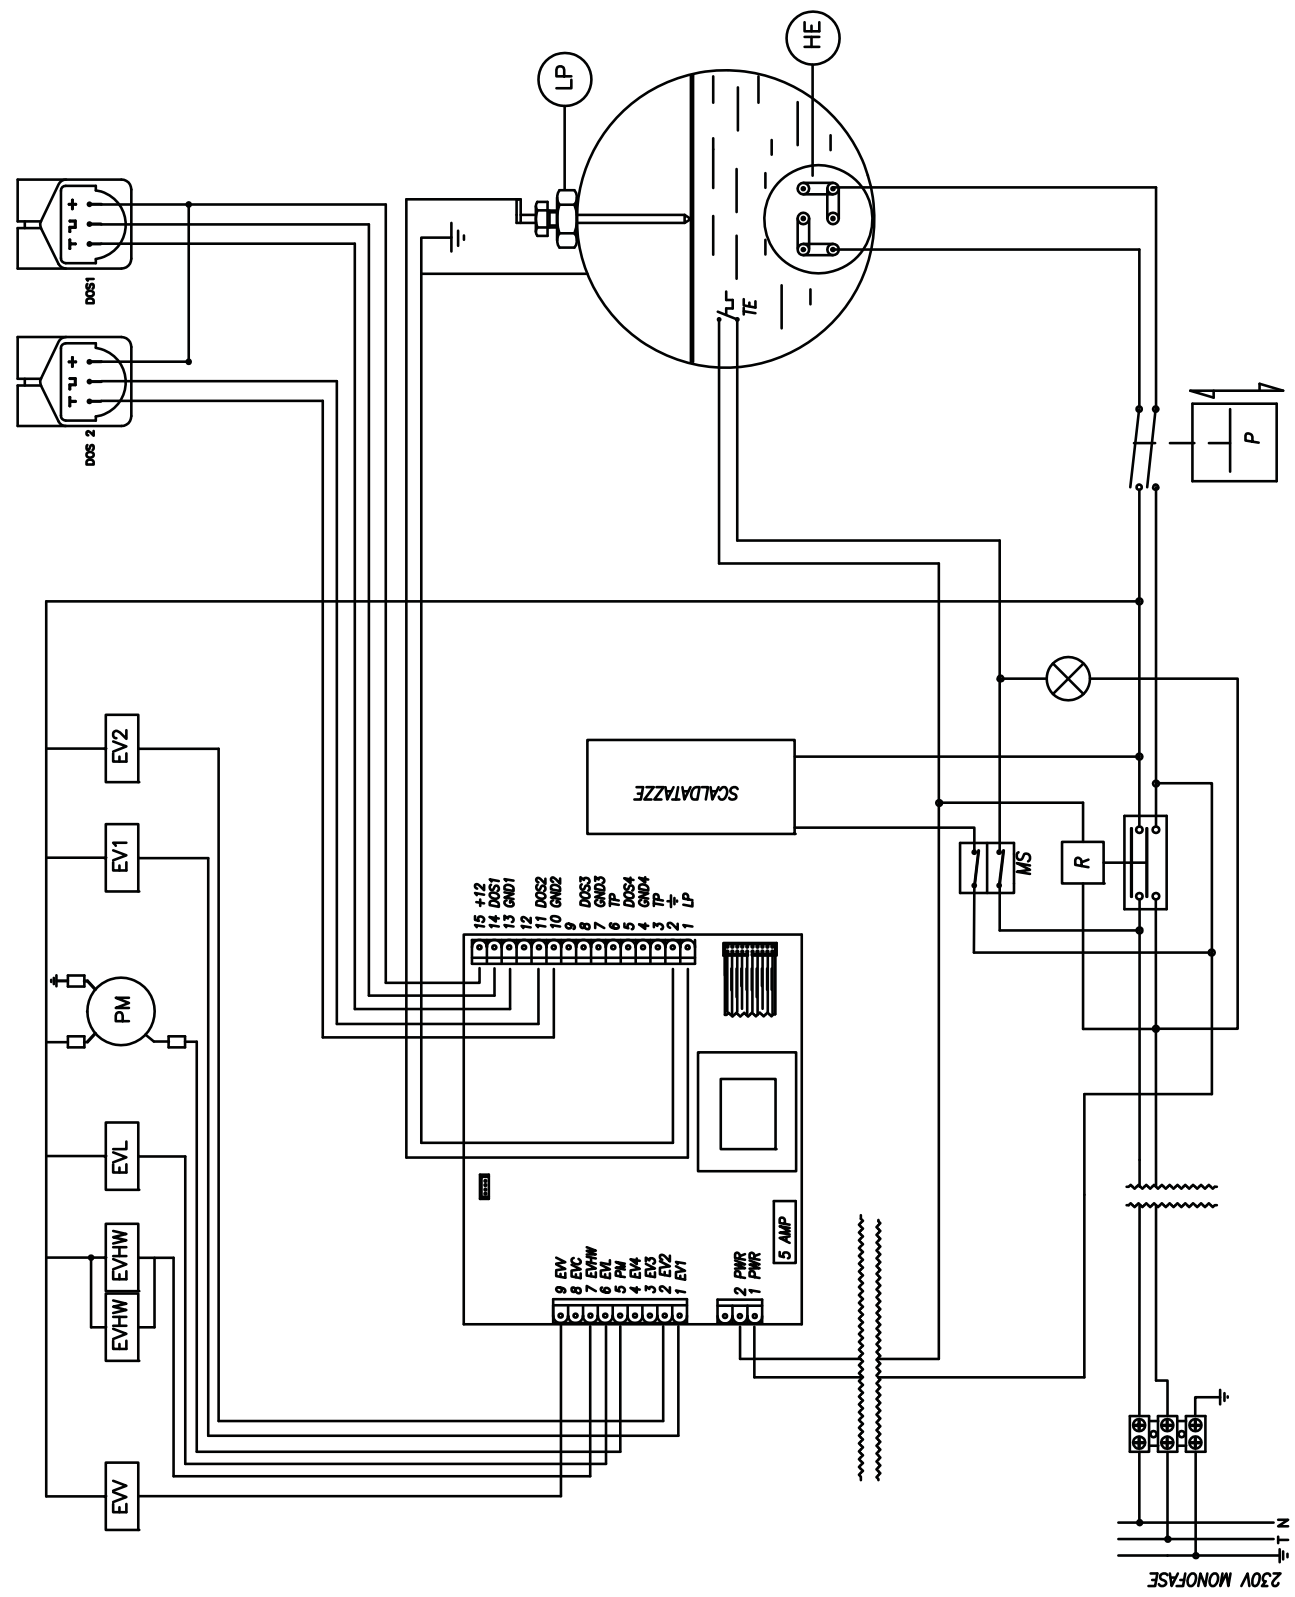 HE
LP
DOS1
TE
DOS 2
P
EV2
EV1
SCALDATAZZE
MS
R
15 +12
14 DOS1
13 GND1
12
11 DOS2
10 GND2
9
8 DOS3
7 GND3
6 TP
5 DOS4
4 GND4
3 TP
2
1 LP
PM
EVL
EVHW
EVHW
EVV
9 EVV
8 EVC
7 EVHW
6 EVL
5 PM
4 EV4
3 EV3
2 EV2
1 EV1
2 PWR
1 PWR
5 AMP
N
T
230V MONOFASE